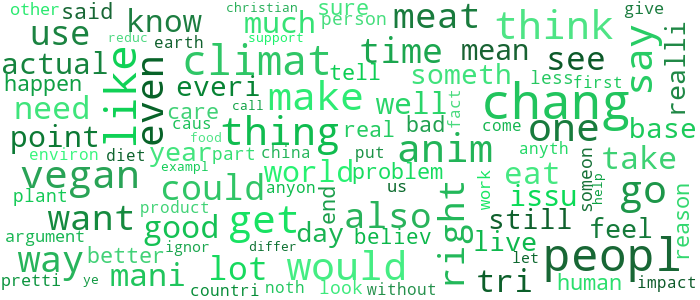 other said know much sure person meat think say give
christian
reduc earth support
use climat time mean see realli
actual like even tell someth less first
happen everi
need care caus call make well fact chang
point thing real bad come one base
environ diet food china put anim anyth take
year part exampl world problem
vegan anyon us eat someon go
plant could end work issu help
want product get also right still reason
argument good day believ live feel
way better ignor differ let peopl
pretti ye mani lot would tri human impact
countri noth look without